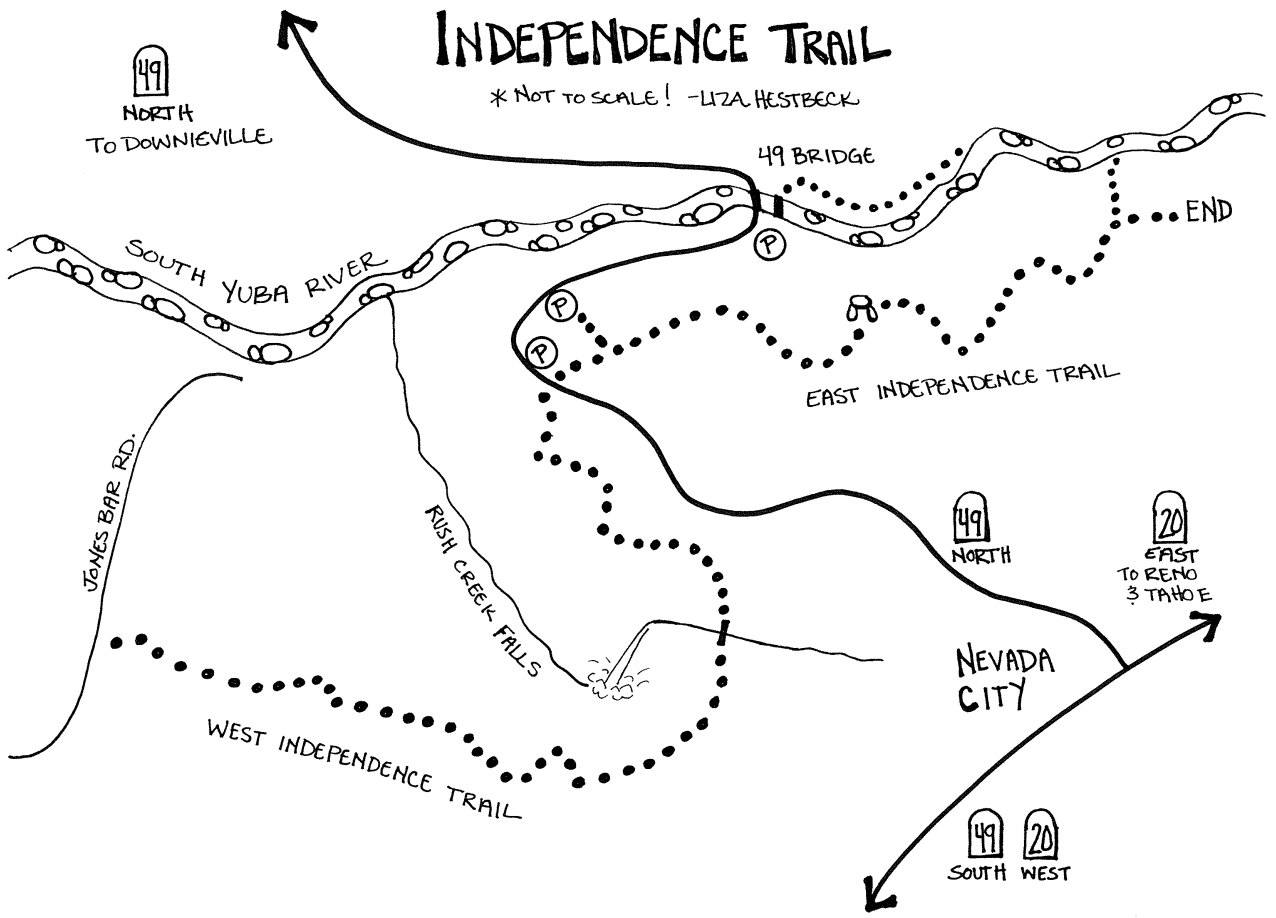 INDEPENDENCE TRAIL
* NOT TO SCALE! -LIZA HESTBECK
49
NORTH
TO DOWNIEVILLE
49 BRIDGE
P
END
SOUTH YUBA RIVER
P
P
EAST INDEPENDENCE TRAIL
JONES BAR RD.
RUSH CREEK FALLS
49
NORTH
20
EAST
TO RENO
& TAHOE
NEVADA
CITY
WEST INDEPENDENCE TRAIL
49
SOUTH
20
WEST